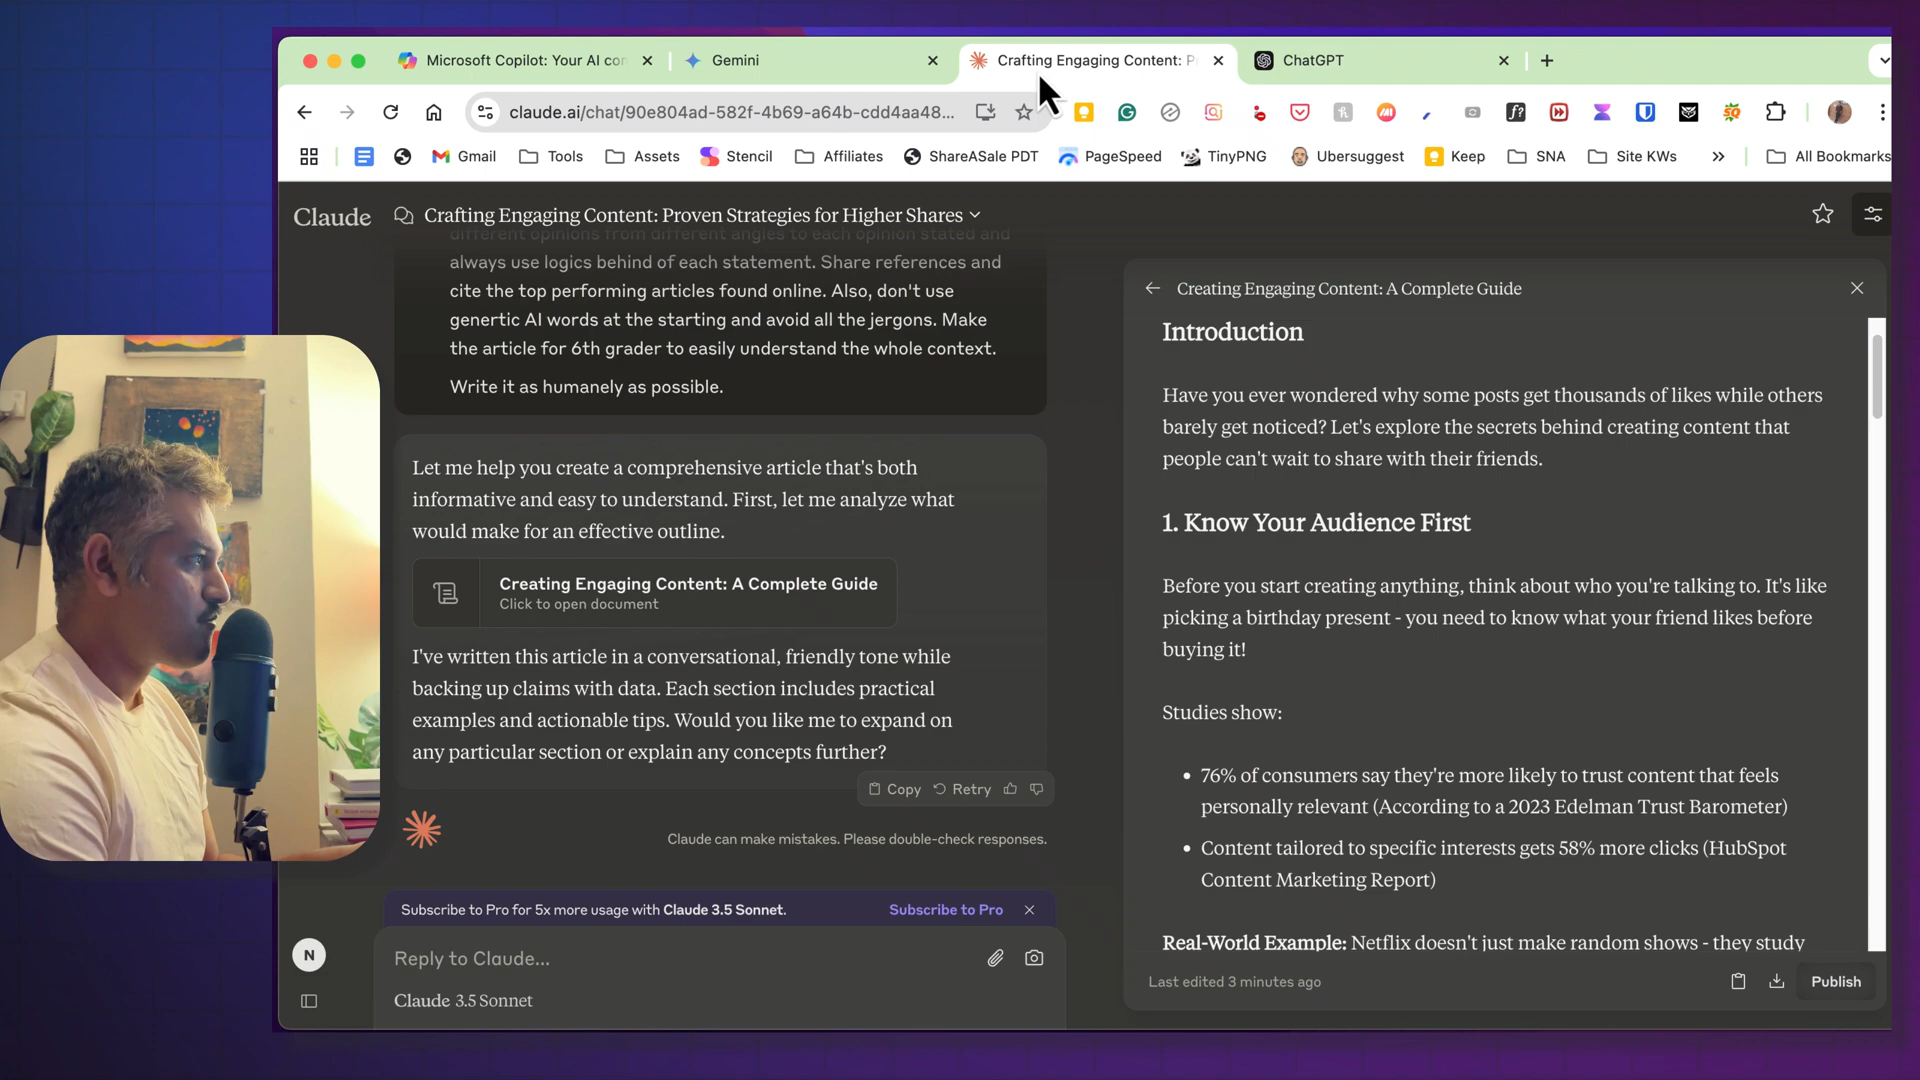 Microsoft Copilot: Your AI con
Gemini
Crafting Engaging Content: P
ChatGPT
claude.ai/chat/90e804ad-582f-4b69-a64b-cdd4aa48...
Gmail
Tools
Assets
Stencil
Affiliates
ShareASale PDT
PageSpeed
TinyPNG
Ubersuggest
Keep
SNA
Site KWs
All Bookmarks
Claude
Crafting Engaging Content: Proven Strategies for Higher Shares
different opinions from different angles to each opinion stated and
always use logics behind of each statement. Share references and
cite the top performing articles found online. Also, don't use
genertic AI words at the starting and avoid all the jergons. Make
the article for 6th grader to easily understand the whole context.
Write it as humanely as possible.
Let me help you create a comprehensive article that's both
informative and easy to understand. First, let me analyze what
would make for an effective outline.
Creating Engaging Content: A Complete Guide
Click to open document
I've written this article in a conversational, friendly tone while
backing up claims with data. Each section includes practical
examples and actionable tips. Would you like me to expand on
any particular section or explain any concepts further?
Copy
Retry
Claude can make mistakes. Please double-check responses.
Subscribe to Pro for 5x more usage with Claude 3.5 Sonnet.
Subscribe to Pro
N
Reply to Claude...
Claude 3.5 Sonnet
Creating Engaging Content: A Complete Guide
Introduction
Have you ever wondered why some posts get thousands of likes while others
barely get noticed? Let's explore the secrets behind creating content that
people can't wait to share with their friends.
1. Know Your Audience First
Before you start creating anything, think about who you're talking to. It's like
picking a birthday present - you need to know what your friend likes before
buying it!
Studies show:
76% of consumers say they're more likely to trust content that feels
personally relevant (According to a 2023 Edelman Trust Barometer)
Content tailored to specific interests gets 58% more clicks (HubSpot
Content Marketing Report)
Real-World Example: Netflix doesn't just make random shows - they study
Last edited 3 minutes ago
Publish